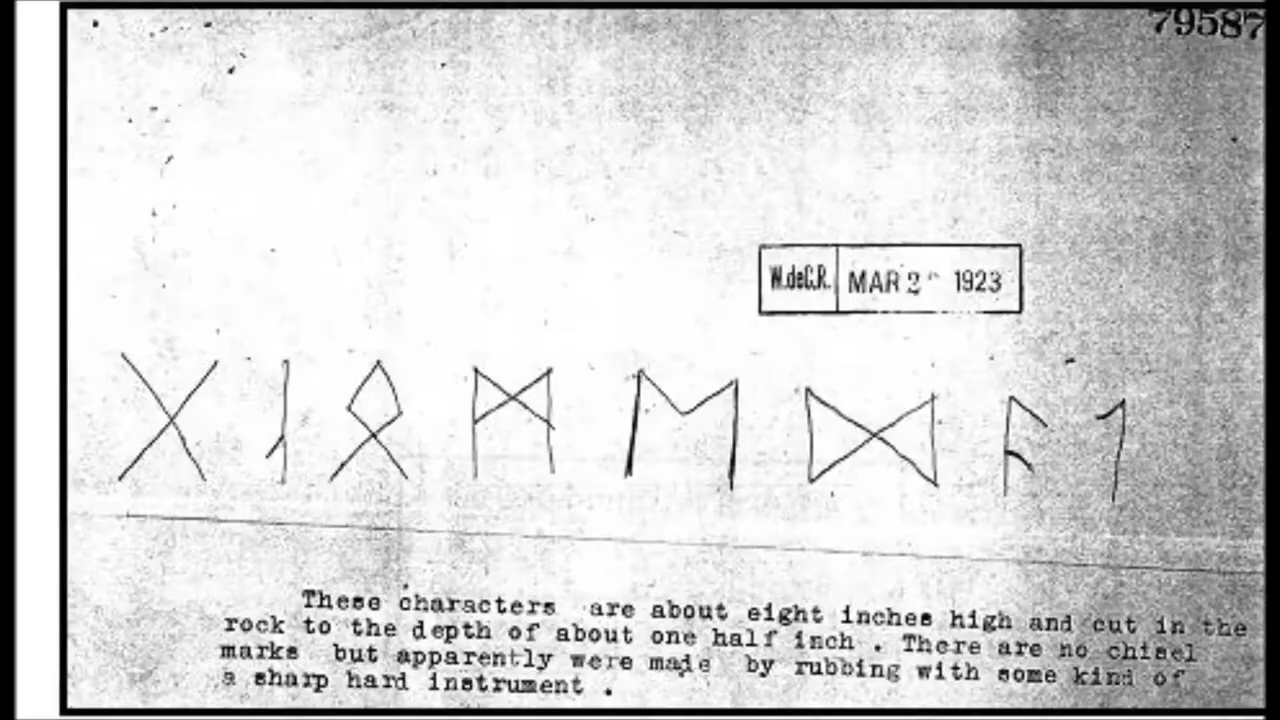 79587
W.deC.R. MAR 1923
ᚷᚾᛟᛗᛖᛞᚨᛚ
These characters are about eight inches high and cut in the
rock to the depth of about one half inch . There are no chisel
marks but apparently were made by rubbing with some kind of
a sharp hard instrument .